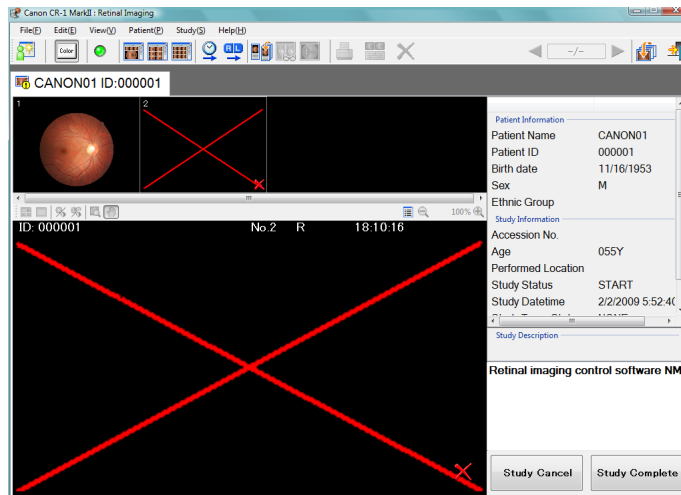 Canon CR-1 MarkII : Retinal Imaging
File(F) Edit(E) View(V) Patient(P) Study(S) Help(H)
Color
-/-
CANON01 ID:000001
1 2
100%
ID: 000001 No.2 R 18:10:16
Patient Information
Patient Name CANON01
Patient ID 000001
Birth date 11/16/1953
Sex M
Ethnic Group
Study Information
Accession No.
Age 055Y
Performed Location
Study Status START
Study Datetime 2/2/2009 5:52:4
Study Description
Retinal imaging control software NM
Study Cancel Study Complete